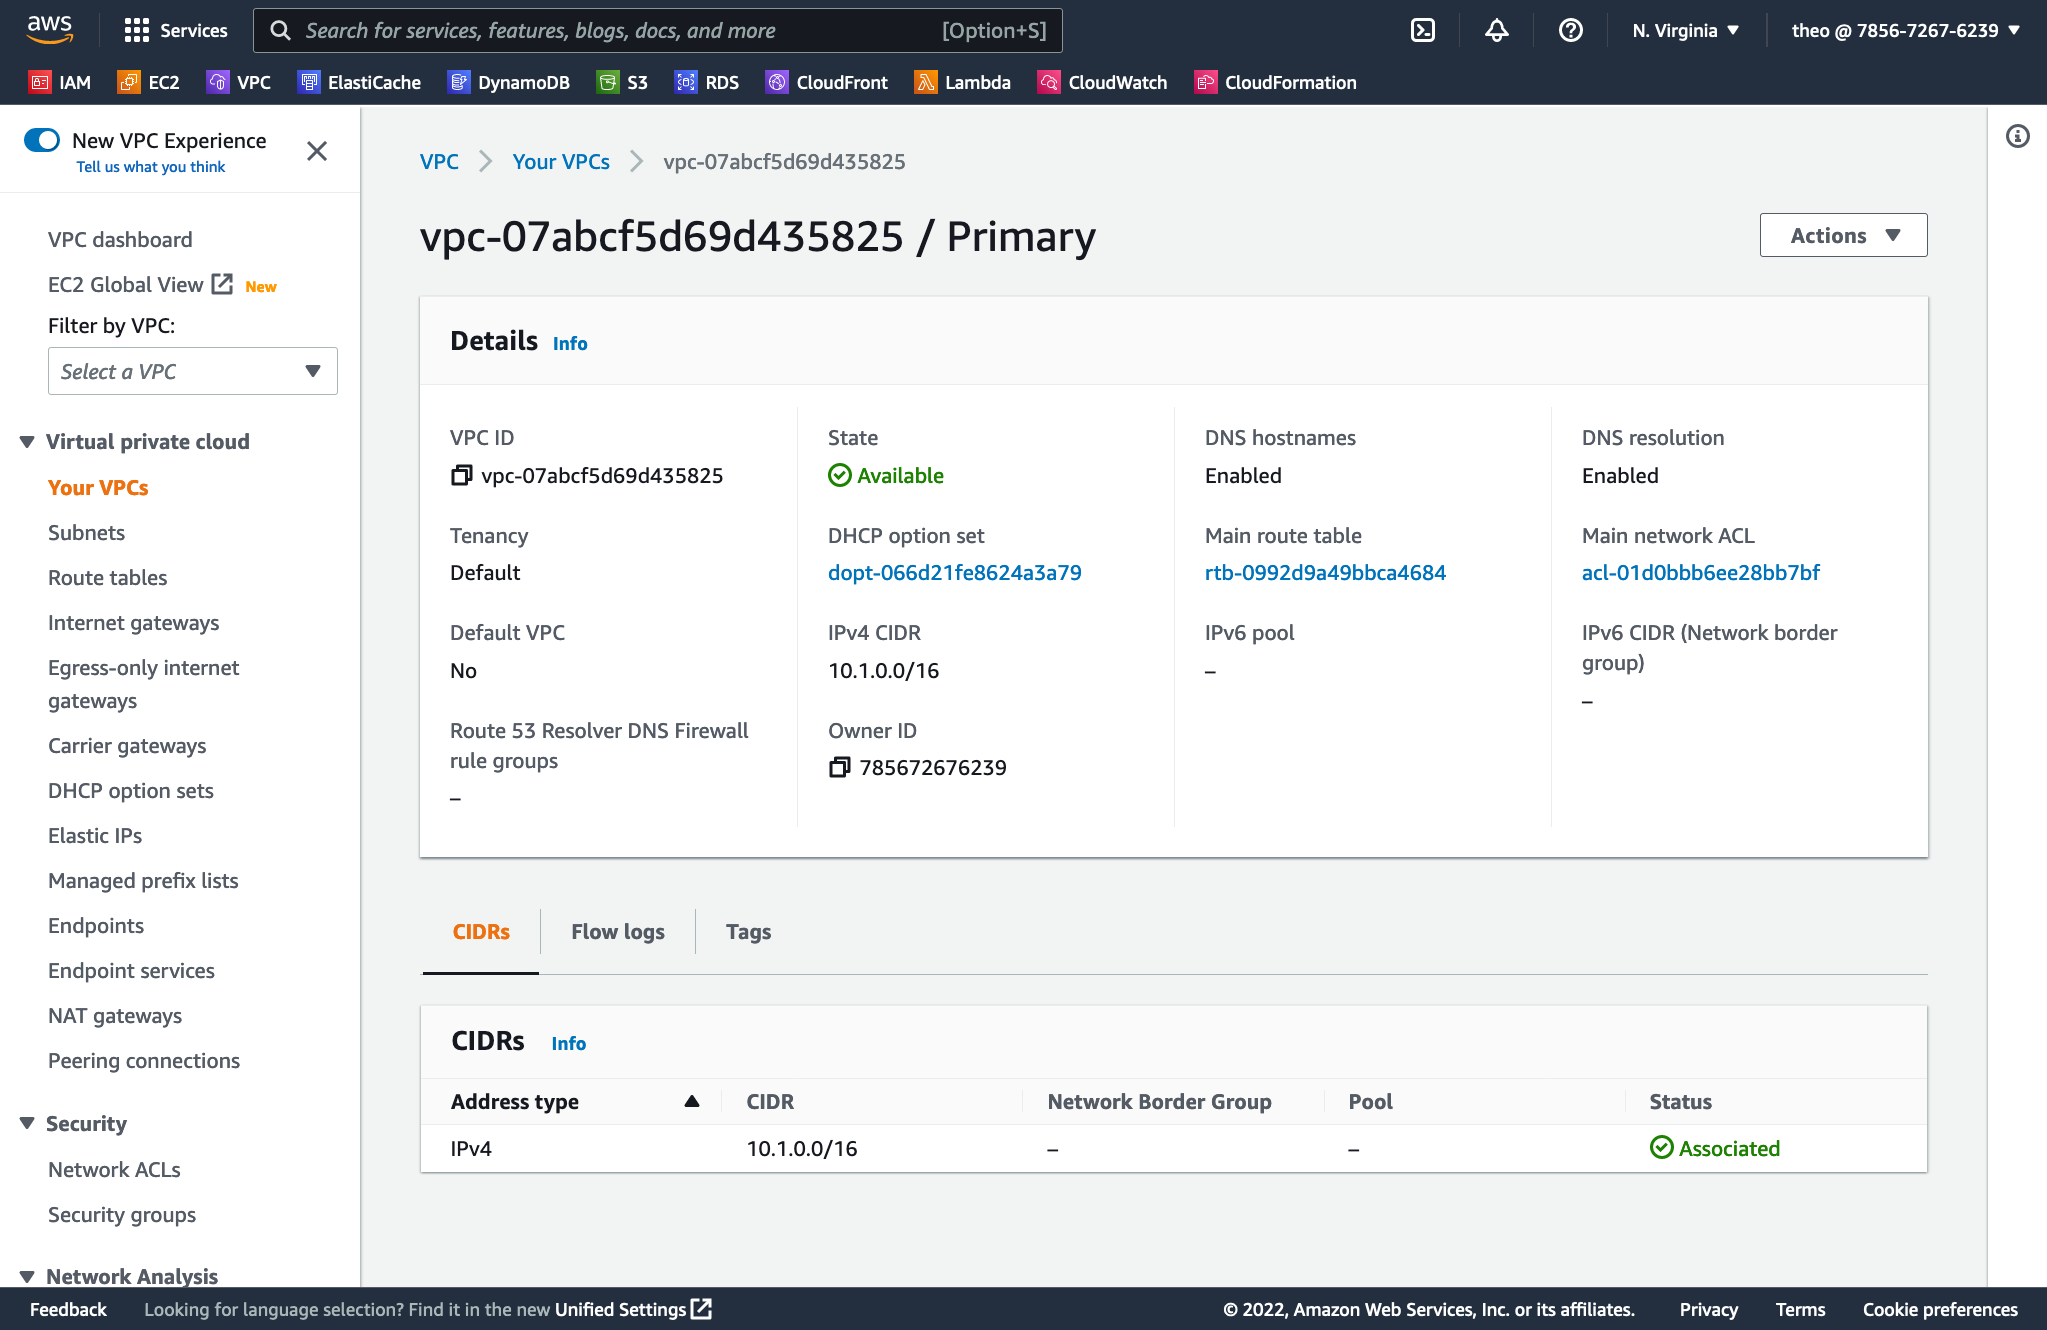 aws
Services
Search for services, features, blogs, docs, and more
[Option+S]
N. Virginia
theo @ 7856-7267-6239
IAM
EC2
VPC
ElastiCache
DynamoDB
S3
RDS
CloudFront
Lambda
CloudWatch
CloudFormation
New VPC Experience
Tell us what you think
VPC dashboard
EC2 Global View
New
Filter by VPC:
Select a VPC
Virtual private cloud
Your VPCs
Subnets
Route tables
Internet gateways
Egress-only internet
gateways
Carrier gateways
DHCP option sets
Elastic IPs
Managed prefix lists
Endpoints
Endpoint services
NAT gateways
Peering connections
Security
Network ACLs
Security groups
Network Analysis
VPC
Your VPCs
vpc-07abcf5d69d435825
vpc-07abcf5d69d435825 / Primary
Actions
Details
Info
VPC ID
vpc-07abcf5d69d435825
State
Available
DNS hostnames
Enabled
DNS resolution
Enabled
Tenancy
Default
DHCP option set
dopt-066d21fe8624a3a79
Main route table
rtb-0992d9a49bbca4684
Main network ACL
acl-01d0bbb6ee28bb7bf
Default VPC
No
IPv4 CIDR
10.1.0.0/16
IPv6 pool
–
IPv6 CIDR (Network border
group)
–
Route 53 Resolver DNS Firewall
rule groups
–
Owner ID
785672676239
CIDRs
Flow logs
Tags
CIDRs
Info
Address type
CIDR
Network Border Group
Pool
Status
IPv4
10.1.0.0/16
–
–
Associated
Feedback
Looking for language selection? Find it in the new Unified Settings
© 2022, Amazon Web Services, Inc. or its affiliates.
Privacy
Terms
Cookie preferences